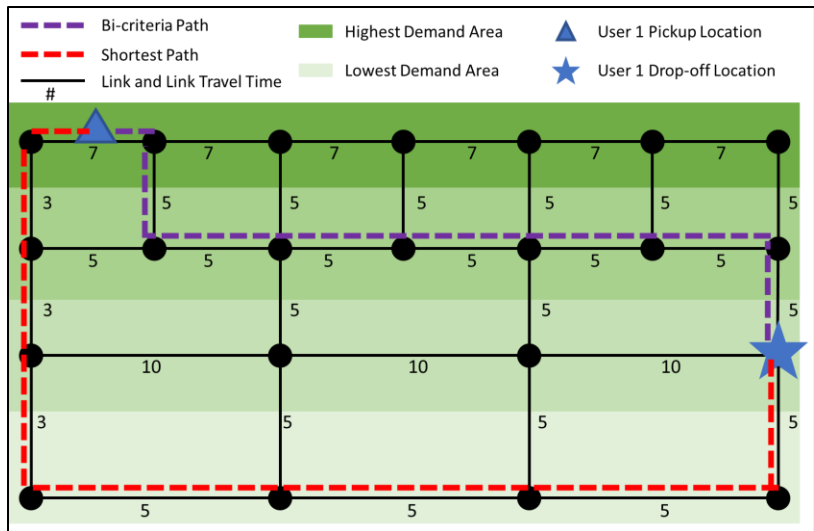 Bi-criteria Path
Highest Demand Area
User 1 Pickup Location
Shortest Path
Lowest Demand Area
User 1 Drop-off Location
Link and Link Travel Time
#
7 7 7 7 7 7
3 5 5 5 5 5 5
5 5 5 5 5 5
3 5 5 5
10 10 10
3 5 5 5
5 5 5